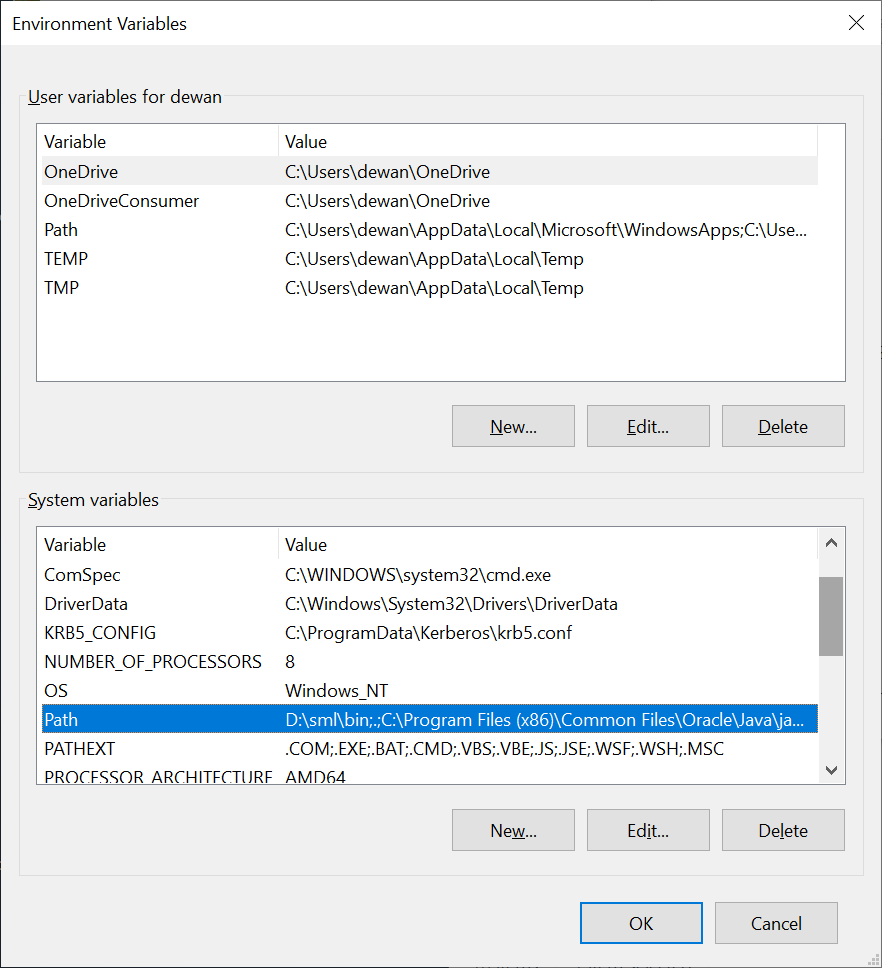 Environment Variables
User variables for dewan
Variable Value
OneDrive C:\Users\dewan\OneDrive
OneDriveConsumer C:\Users\dewan\OneDrive
Path C:\Users\dewan\AppData\Local\Microsoft\WindowsApps;C:\Use...
TEMP C:\Users\dewan\AppData\Local\Temp
TMP C:\Users\dewan\AppData\Local\Temp
New... Edit... Delete
System variables
Variable Value
ComSpec C:\WINDOWS\system32\cmd.exe
DriverData C:\Windows\System32\Drivers\DriverData
KRB5_CONFIG C:\ProgramData\Kerberos\krb5.conf
NUMBER_OF_PROCESSORS 8
OS Windows_NT
Path D:\sml\bin;.;C:\Program Files (x86)\Common Files\Oracle\Java\ja...
PATHEXT .COM;.EXE;.BAT;.CMD;.VBS;.VBE;.JS;.JSE;.WSF;.WSH;.MSC
PROCESSOR_ARCHITECTURE AMD64
New... Edit... Delete
OK Cancel